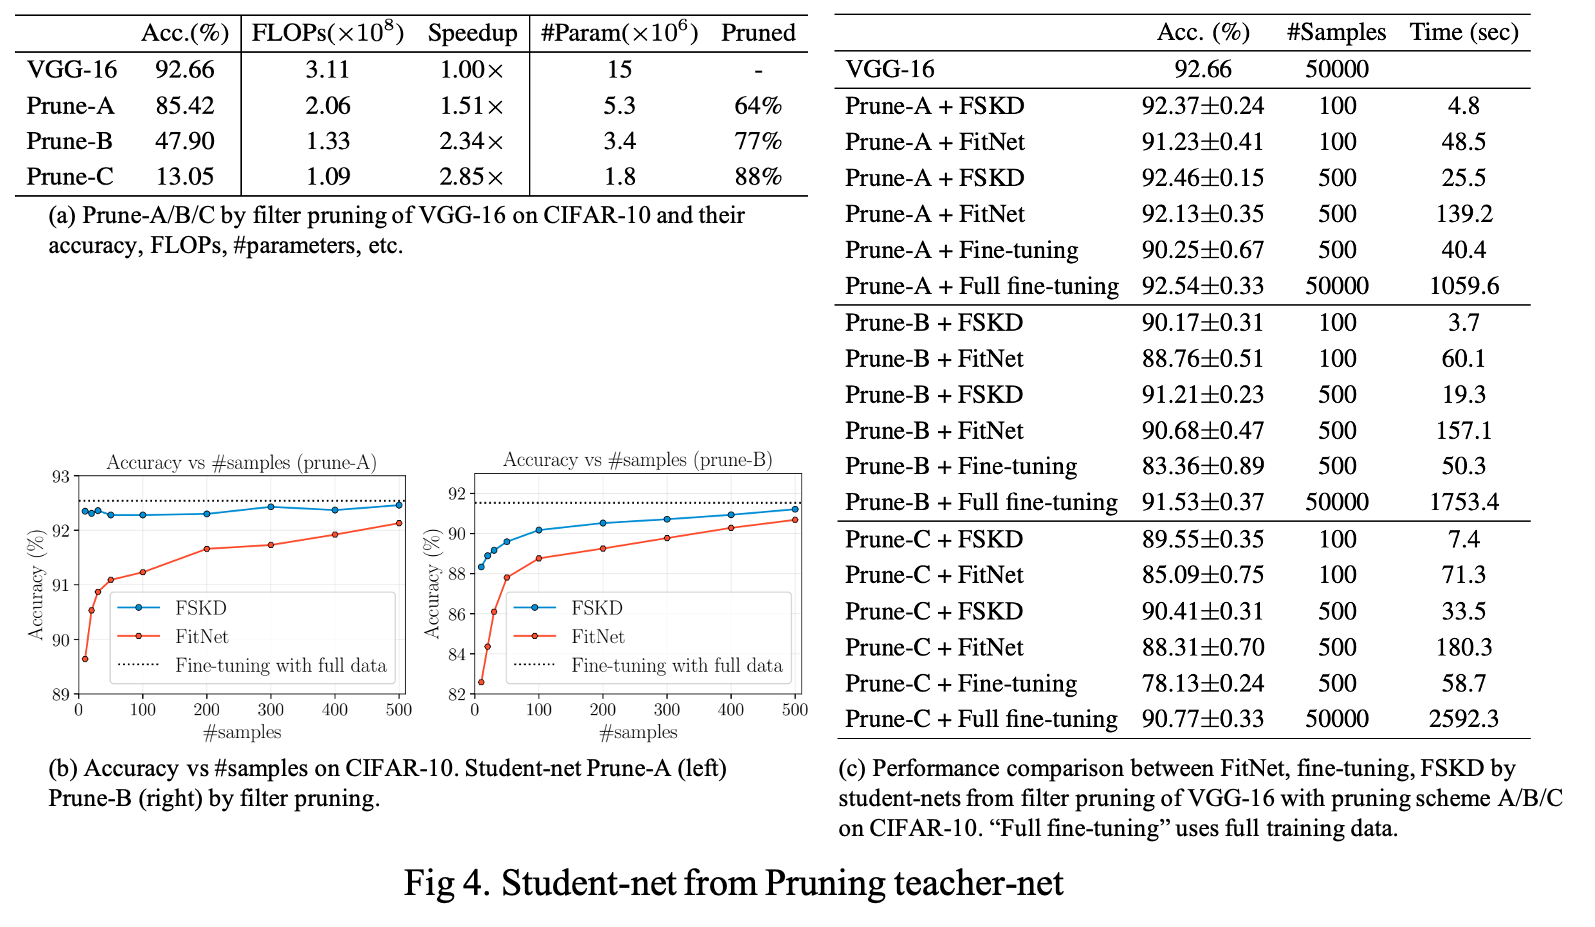 Acc.(%) FLOPs(×10⁸) Speedup #Param(×10⁶) Pruned
VGG-16 92.66 3.11 1.00× 15 -
Prune-A 85.42 2.06 1.51× 5.3 64%
Prune-B 47.90 1.33 2.34× 3.4 77%
Prune-C 13.05 1.09 2.85× 1.8 88%
(a) Prune-A/B/C by filter pruning of VGG-16 on CIFAR-10 and their
accuracy, FLOPs, #parameters, etc.
Accuracy vs #samples (prune-A)
93
92
91
90
89
Accuracy (%)
FSKD
FitNet
Fine-tuning with full data
0 100 200 300 400 500
#samples
Accuracy vs #samples (prune-B)
92
90
88
86
84
82
Accuracy (%)
FSKD
FitNet
Fine-tuning with full data
0 100 200 300 400 500
#samples
(b) Accuracy vs #samples on CIFAR-10. Student-net Prune-A (left)
Prune-B (right) by filter pruning.
Acc. (%) #Samples Time (sec)
VGG-16 92.66 50000
Prune-A + FSKD 92.37±0.24 100 4.8
Prune-A + FitNet 91.23±0.41 100 48.5
Prune-A + FSKD 92.46±0.15 500 25.5
Prune-A + FitNet 92.13±0.35 500 139.2
Prune-A + Fine-tuning 90.25±0.67 500 40.4
Prune-A + Full fine-tuning 92.54±0.33 50000 1059.6
Prune-B + FSKD 90.17±0.31 100 3.7
Prune-B + FitNet 88.76±0.51 100 60.1
Prune-B + FSKD 91.21±0.23 500 19.3
Prune-B + FitNet 90.68±0.47 500 157.1
Prune-B + Fine-tuning 83.36±0.89 500 50.3
Prune-B + Full fine-tuning 91.53±0.37 50000 1753.4
Prune-C + FSKD 89.55±0.35 100 7.4
Prune-C + FitNet 85.09±0.75 100 71.3
Prune-C + FSKD 90.41±0.31 500 33.5
Prune-C + FitNet 88.31±0.70 500 180.3
Prune-C + Fine-tuning 78.13±0.24 500 58.7
Prune-C + Full fine-tuning 90.77±0.33 50000 2592.3
(c) Performance comparison between FitNet, fine-tuning, FSKD by
student-nets from filter pruning of VGG-16 with pruning scheme A/B/C
on CIFAR-10. “Full fine-tuning” uses full training data.
Fig 4. Student-net from Pruning teacher-net